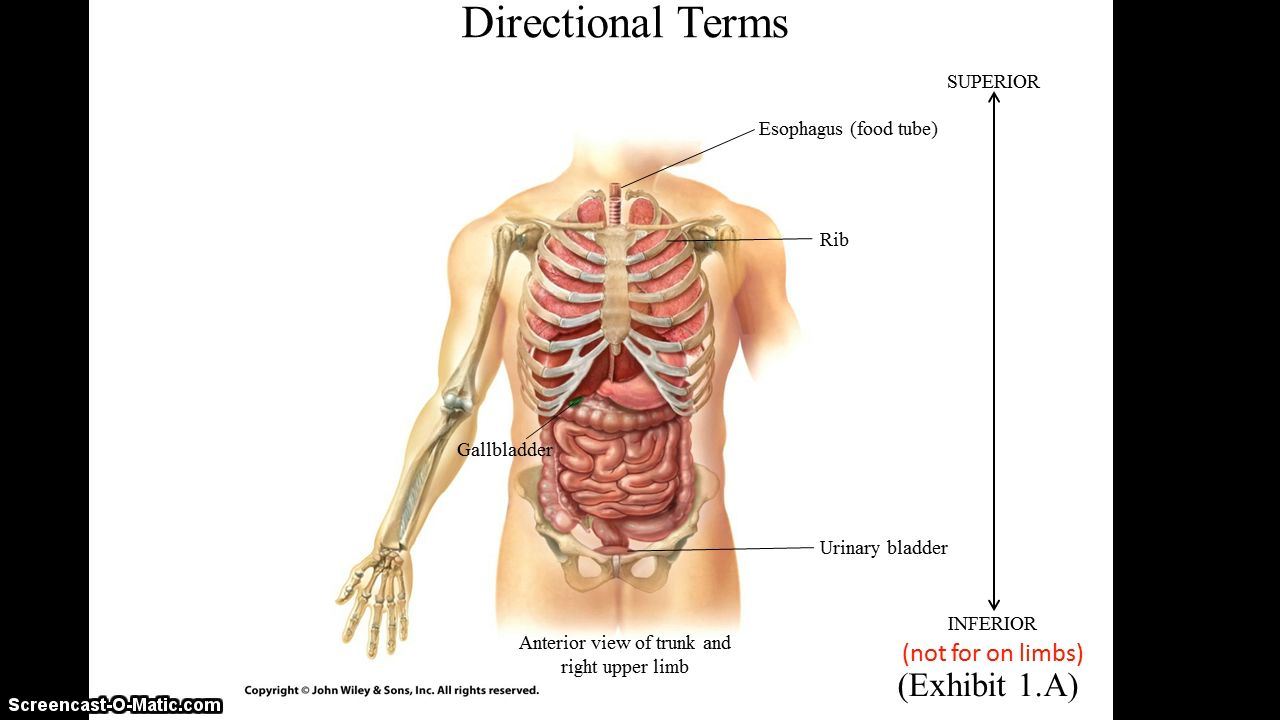 Directional Terms
SUPERIOR
Esophagus (food tube)
Rib
Gallbladder
Urinary bladder
INFERIOR
Anterior view of trunk and
right upper limb
(not for on limbs)
(Exhibit 1.A)
Copyright © John Wiley & Sons, Inc. All rights reserved.
Screencast-O-Matic.com